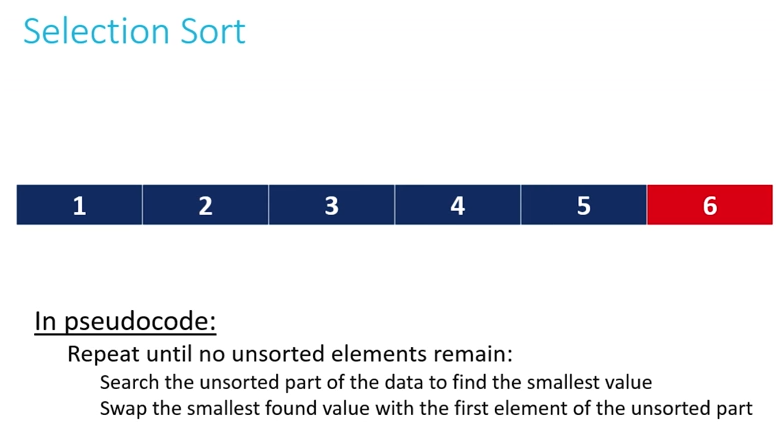 Selection Sort
1 2 3 4 5 6
In pseudocode:
Repeat until no unsorted elements remain:
Search the unsorted part of the data to find the smallest value
Swap the smallest found value with the first element of the unsorted part